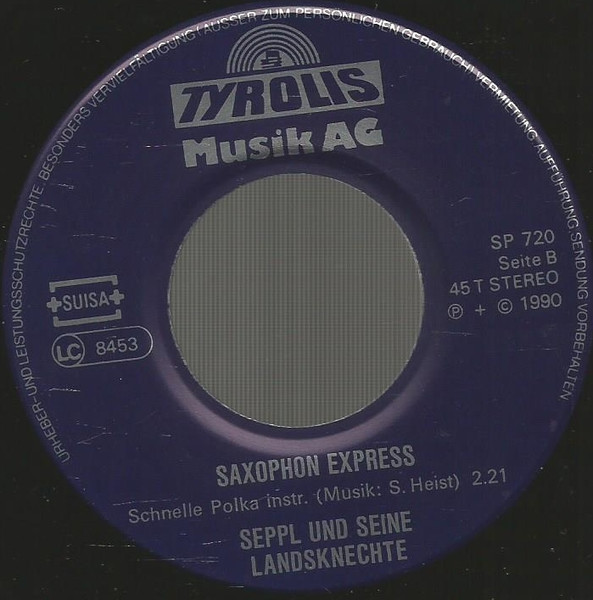 URHEBER-UND LEISTUNGSSCHUTZRECHTE, BESONDERS VERVIELFÄLTIGUNG (AUSSER ZUM PERSÖNLICHEN GEBRAUCH) VERMIETUNG-AUFFÜHRUNG, SENDUNG VORBEHALTEN
TYROLIS
Musik AG
SP 720
Seite B
45 T STEREO
Ⓟ + © 1990
+SUISA+
LC 8453
SAXOPHON EXPRESS
Schnelle Polka instr. (Musik: S. Heist) 2.21
SEPPL UND SEINE
LANDSKNECHTE